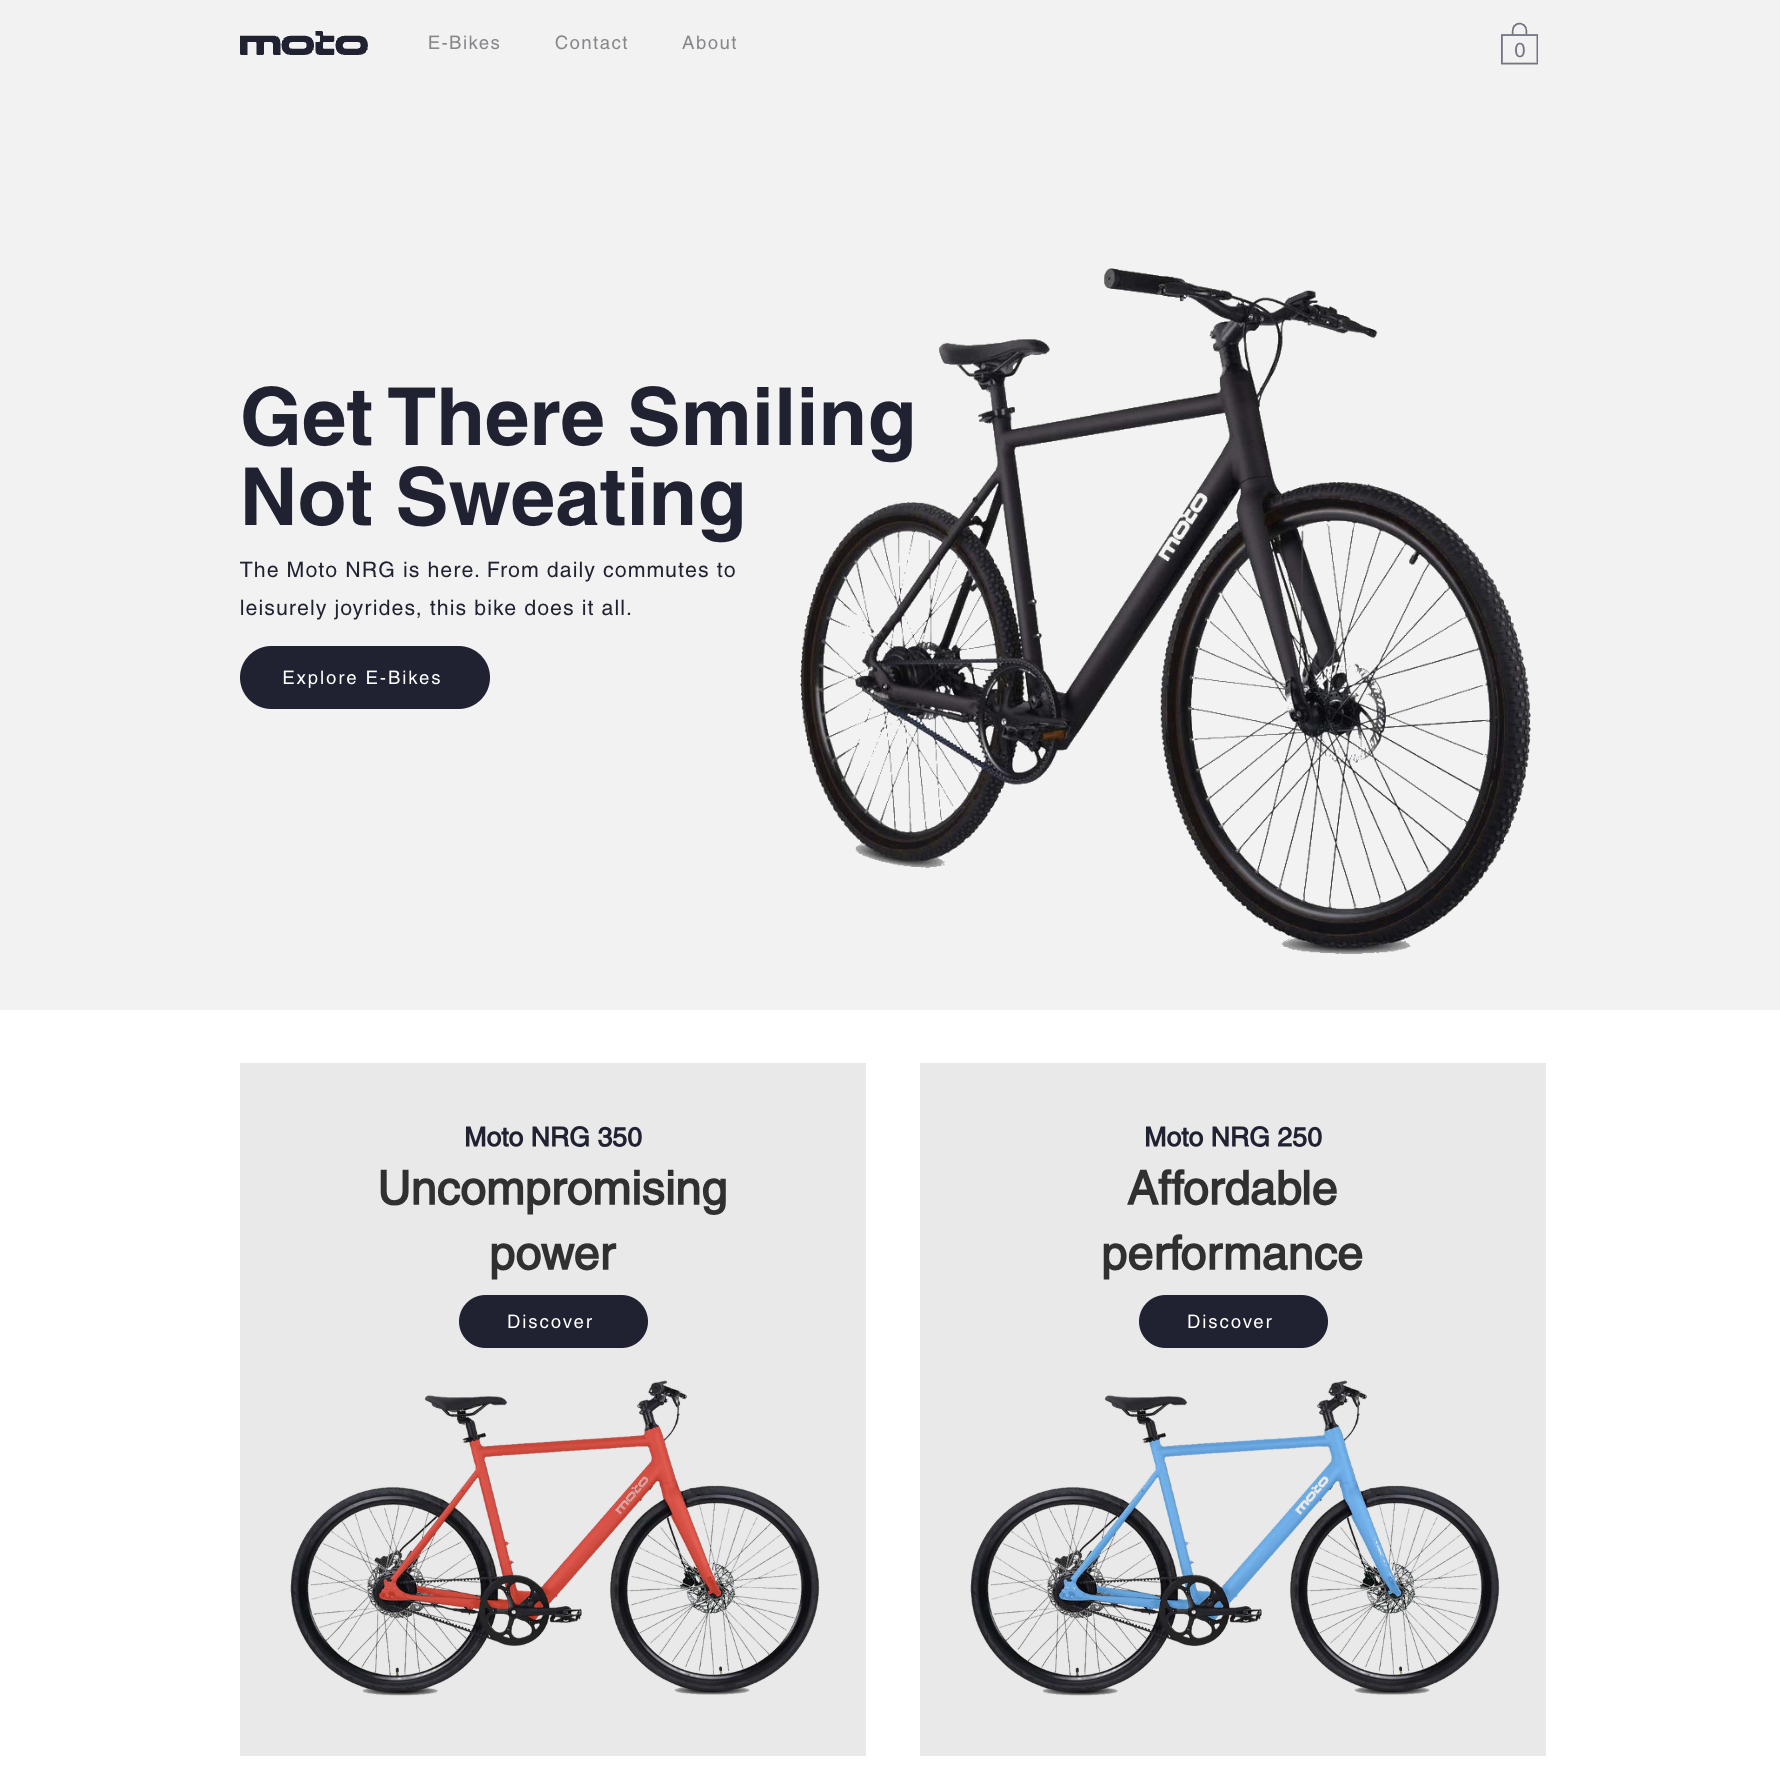 moto
E-Bikes
Contact
About
0
Get There Smiling
Not Sweating
The Moto NRG is here. From daily commutes to
leisurely joyrides, this bike does it all.
Explore E-Bikes
moto
Moto NRG 350
Uncompromising
power
Discover
moto
Moto NRG 250
Affordable
performance
Discover
moto